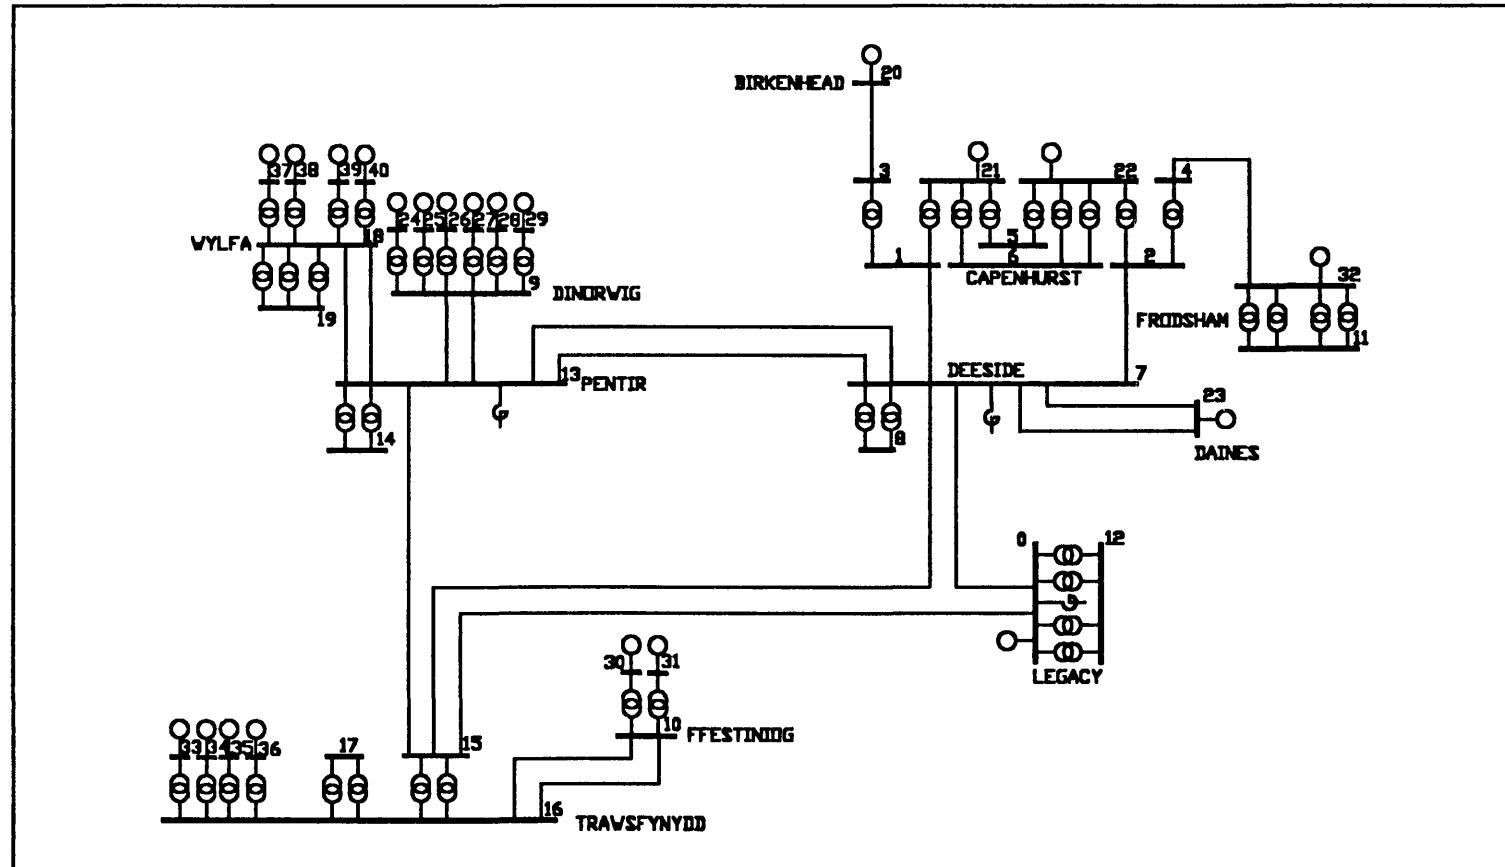 20
BIRKENHEAD
37 38 39 40
3 21 22 4
24 25 26 27 28 29
WYLFA 18
5
1 6 2
CAPENHURST
9 DINORWIG
32
19
FRODSHAM
11
13 PENTIR
DEESIDE 7
23
14 8
DAINES
0 12
30 31
LEGACY
10 FFESTINIOG
33 34 35 36 17 15
16
TRAWSFYNYDD